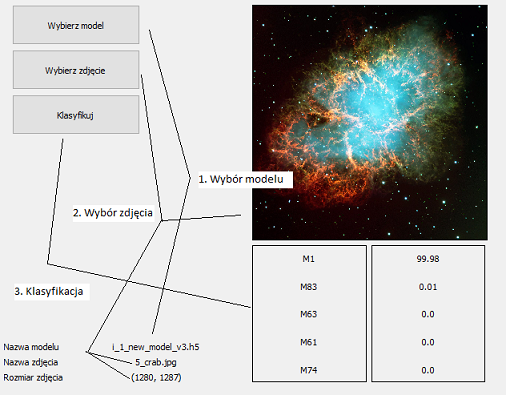 Wybierz model
Wybierz zdjęcie
Klasyfikuj
1. Wybór modelu
2. Wybór zdjęcia
3. Klasyfikacja
M1 99.98
M83 0.01
M63 0.0
M61 0.0
M74 0.0
Nazwa modelu i_1_new_model_v3.h5
Nazwa zdjęcia 5_crab.jpg
Rozmiar zdjęcia (1280, 1287)